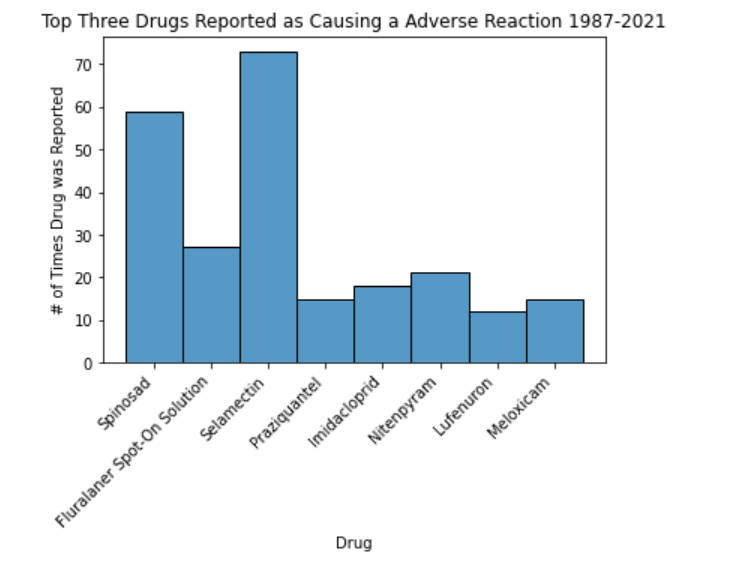 Top Three Drugs Reported as Causing a Adverse Reaction 1987-2021
# of Times Drug was Reported
70
60
50
40
30
20
10
0
Spinosad
Fluralaner Spot-On Solution
Selamectin
Praziquantel
Imidacloprid
Nitenpyram
Lufenuron
Meloxicam
Drug